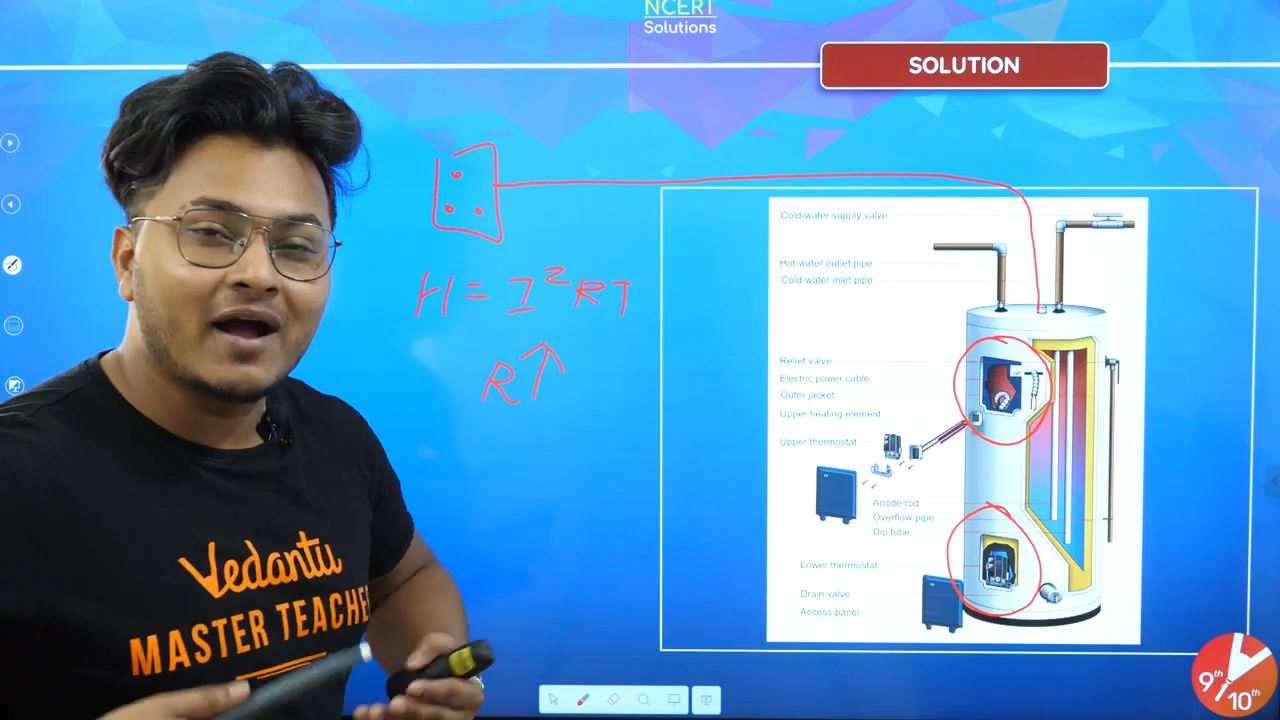 NCERT
Solutions
SOLUTION
H = I²RT
R↑
Cold-water supply valve
Hot-water outlet pipe
Cold-water inlet pipe
Relief valve
Electric power cable
Outer jacket
Upper heating element
Upper thermostat
Anode rod
Overflow pipe
Dip tube
Lower thermostat
Drain valve
Access panel
Vedantu
MASTER TEACHE
9th/10th